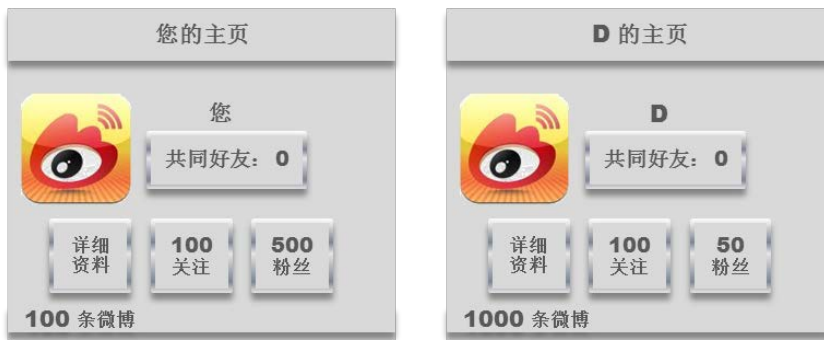 您的主页
您
共同好友：0
详细
资料
100
关注
500
粉丝
100 条微博
D 的主页
D
共同好友：0
详细
资料
100
关注
50
粉丝
1000 条微博